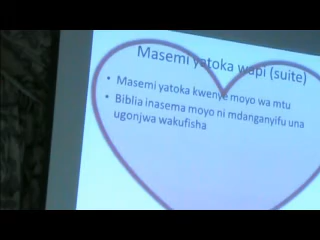 Masemi yatoka wapi (suite)
• Masemi yatoka kwenye moyo wa mtu
• Biblia inasema moyo ni mdanganyifu una
ugonjwa wakufisha